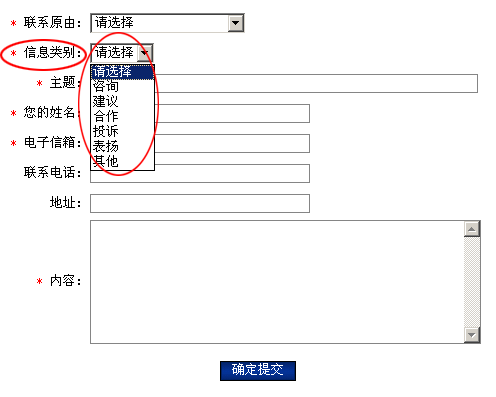 * 联系原由： 请选择
* 信息类别： 请选择
请选择
咨询
建议
合作
投诉
表扬
其他
* 主题：
* 您的姓名：
* 电子信箱：
联系电话：
地址：
* 内容：
确定提交